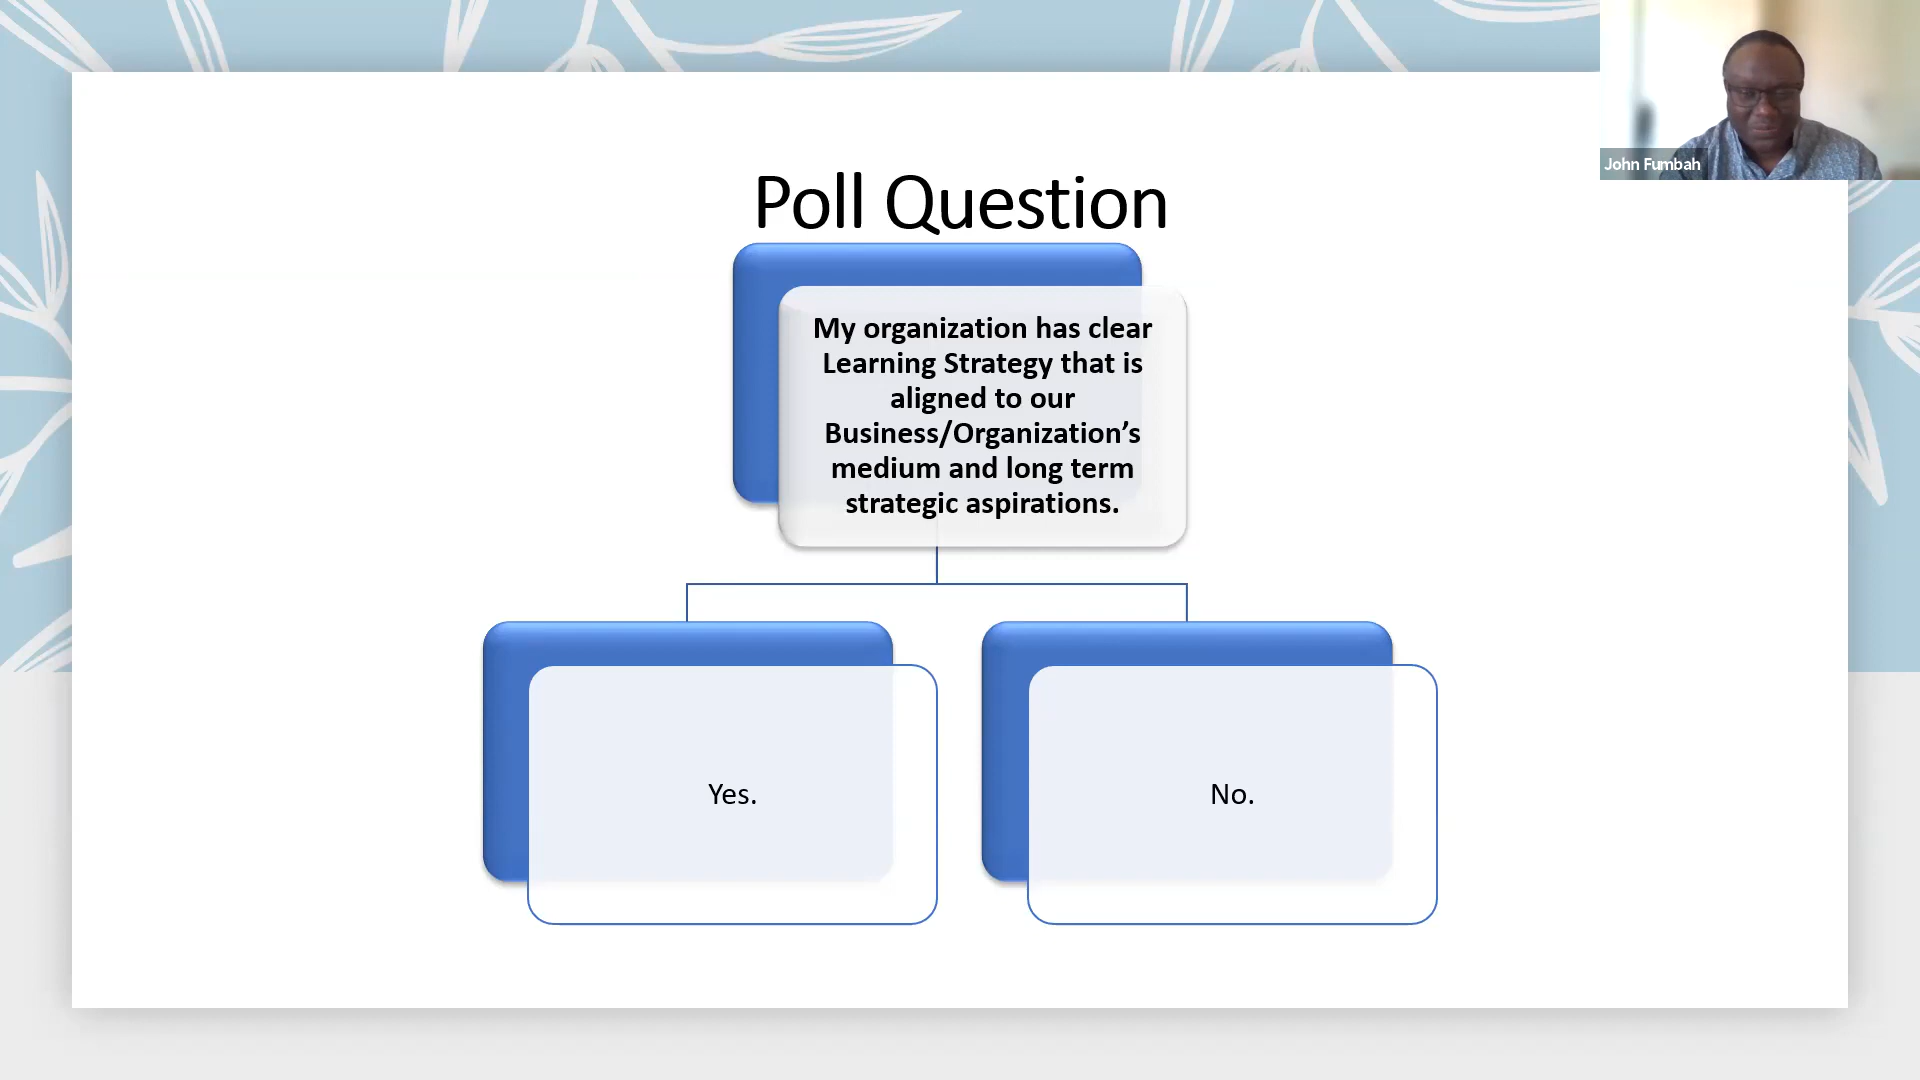 John Fumbah
Poll Question
My organization has clear
Learning Strategy that is
aligned to our
Business/Organization’s
medium and long term
strategic aspirations.
Yes.
No.